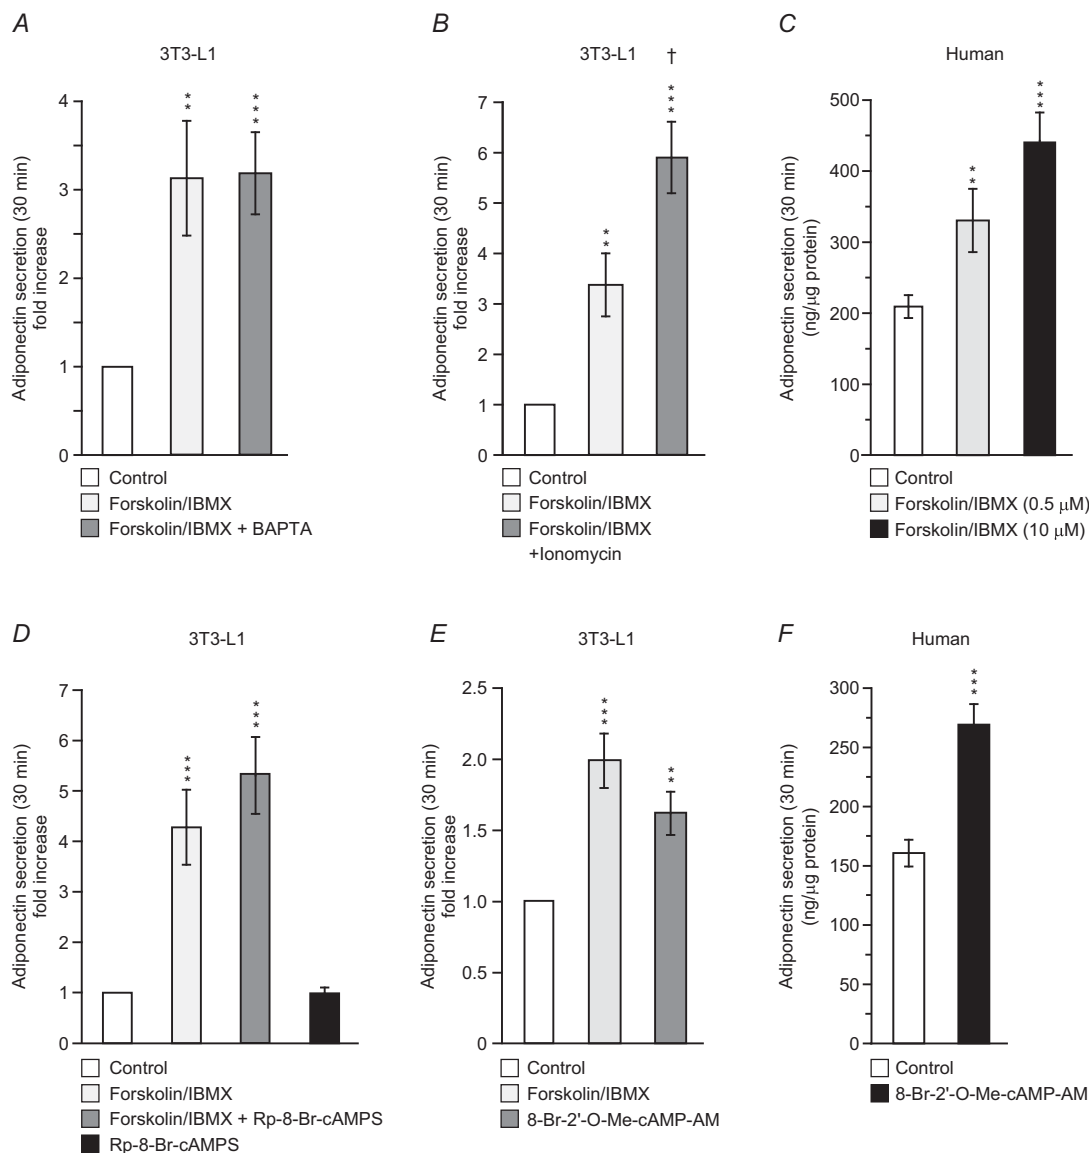 A
3T3-L1
Adiponectin secretion (30 min)
fold increase
4
3
2
1
0
**
***
Control
Forskolin/IBMX
Forskolin/IBMX + BAPTA
B
3T3-L1
†
Adiponectin secretion (30 min)
fold increase
7
6
5
4
3
2
1
0
**
***
Control
Forskolin/IBMX
Forskolin/IBMX
+Ionomycin
C
Human
Adiponectin secretion (30 min)
(ng/μg protein)
500
400
300
200
100
0
**
***
Control
Forskolin/IBMX (0.5 μM)
Forskolin/IBMX (10 μM)
D
3T3-L1
Adiponectin secretion (30 min)
fold increase
7
6
5
4
3
2
1
0
***
***
Control
Forskolin/IBMX
Forskolin/IBMX + Rp-8-Br-cAMPS
Rp-8-Br-cAMPS
E
3T3-L1
Adiponectin secretion (30 min)
fold increase
2.5
2.0
1.5
1.0
0.5
0
***
**
Control
Forskolin/IBMX
8-Br-2'-O-Me-cAMP-AM
F
Human
Adiponectin secretion (30 min)
(ng/μg protein)
300
250
200
150
100
50
0
***
Control
8-Br-2'-O-Me-cAMP-AM